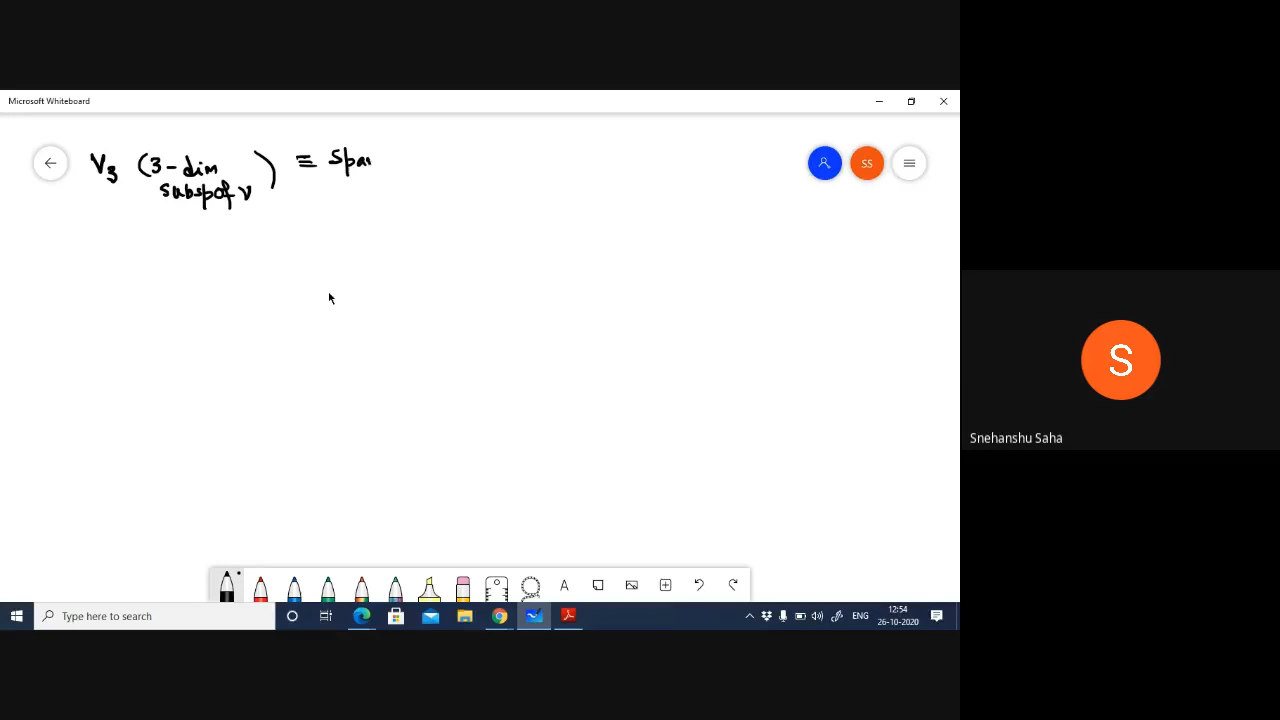 Microsoft Whiteboard
V3 (3-dim ) ≡ Span
subsp of V
SS
S
Snehanshu Saha
A
Type here to search
ENG
12:54
26-10-2020